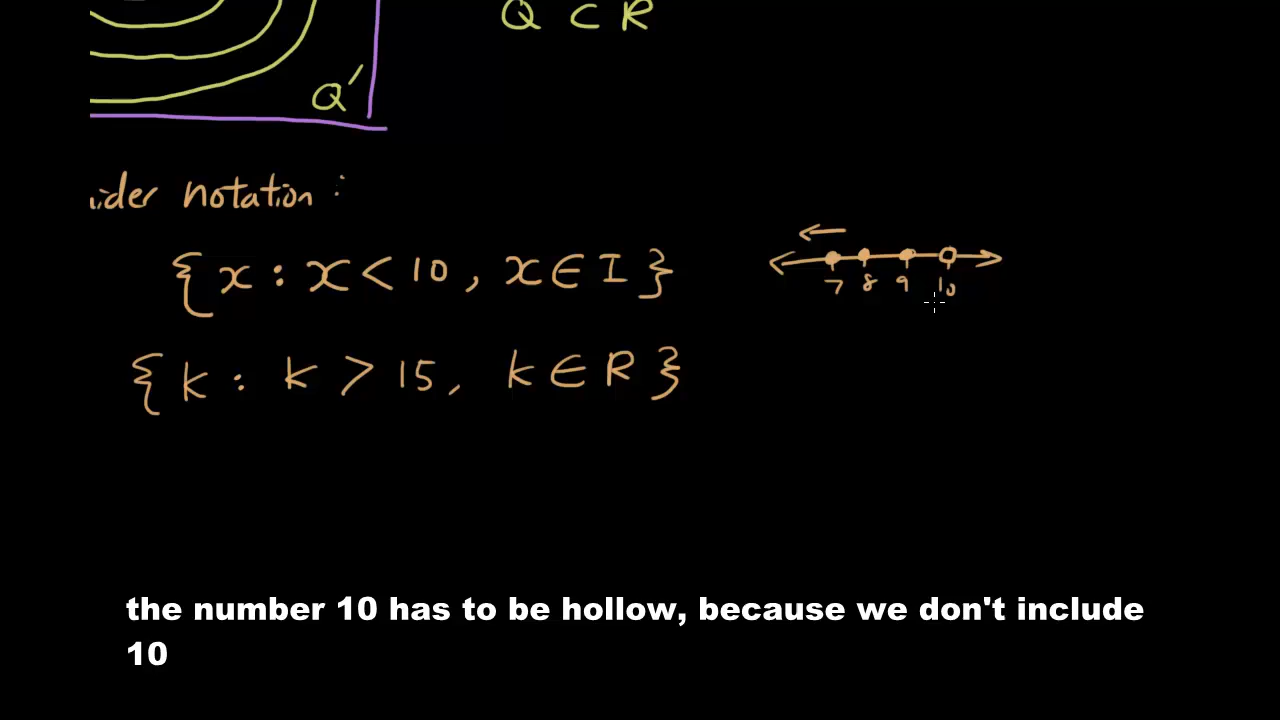 Q ⊂ R
Q'
ider notation :
{ x : x < 10 , x ∈ I }
7 8 9 10
{ k : k > 15, k ∈ R }
the number 10 has to be hollow, because we don't include
10